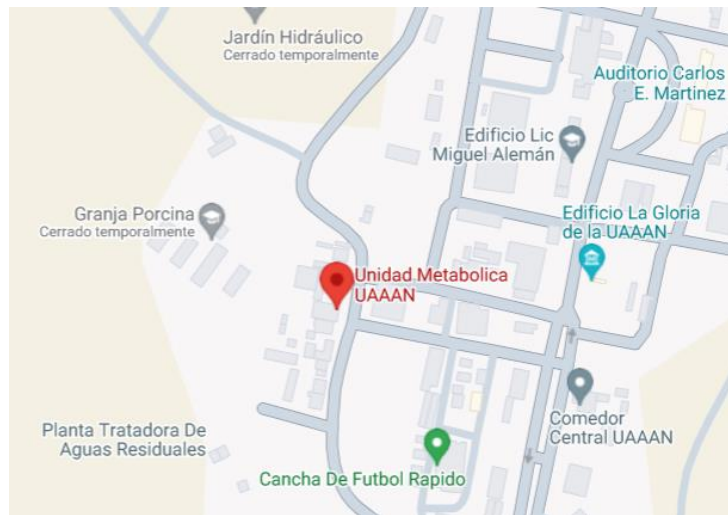 Jardín Hidráulico
Cerrado temporalmente
Auditorio Carlos
E. Martinez
Edificio Lic
Miguel Alemán
Granja Porcina
Cerrado temporalmente
Edificio La Gloria
de la UAAAN
Unidad Metabolica
UAAAN
Planta Tratadora De
Aguas Residuales
Comedor
Central UAAAN
Cancha De Futbol Rapido